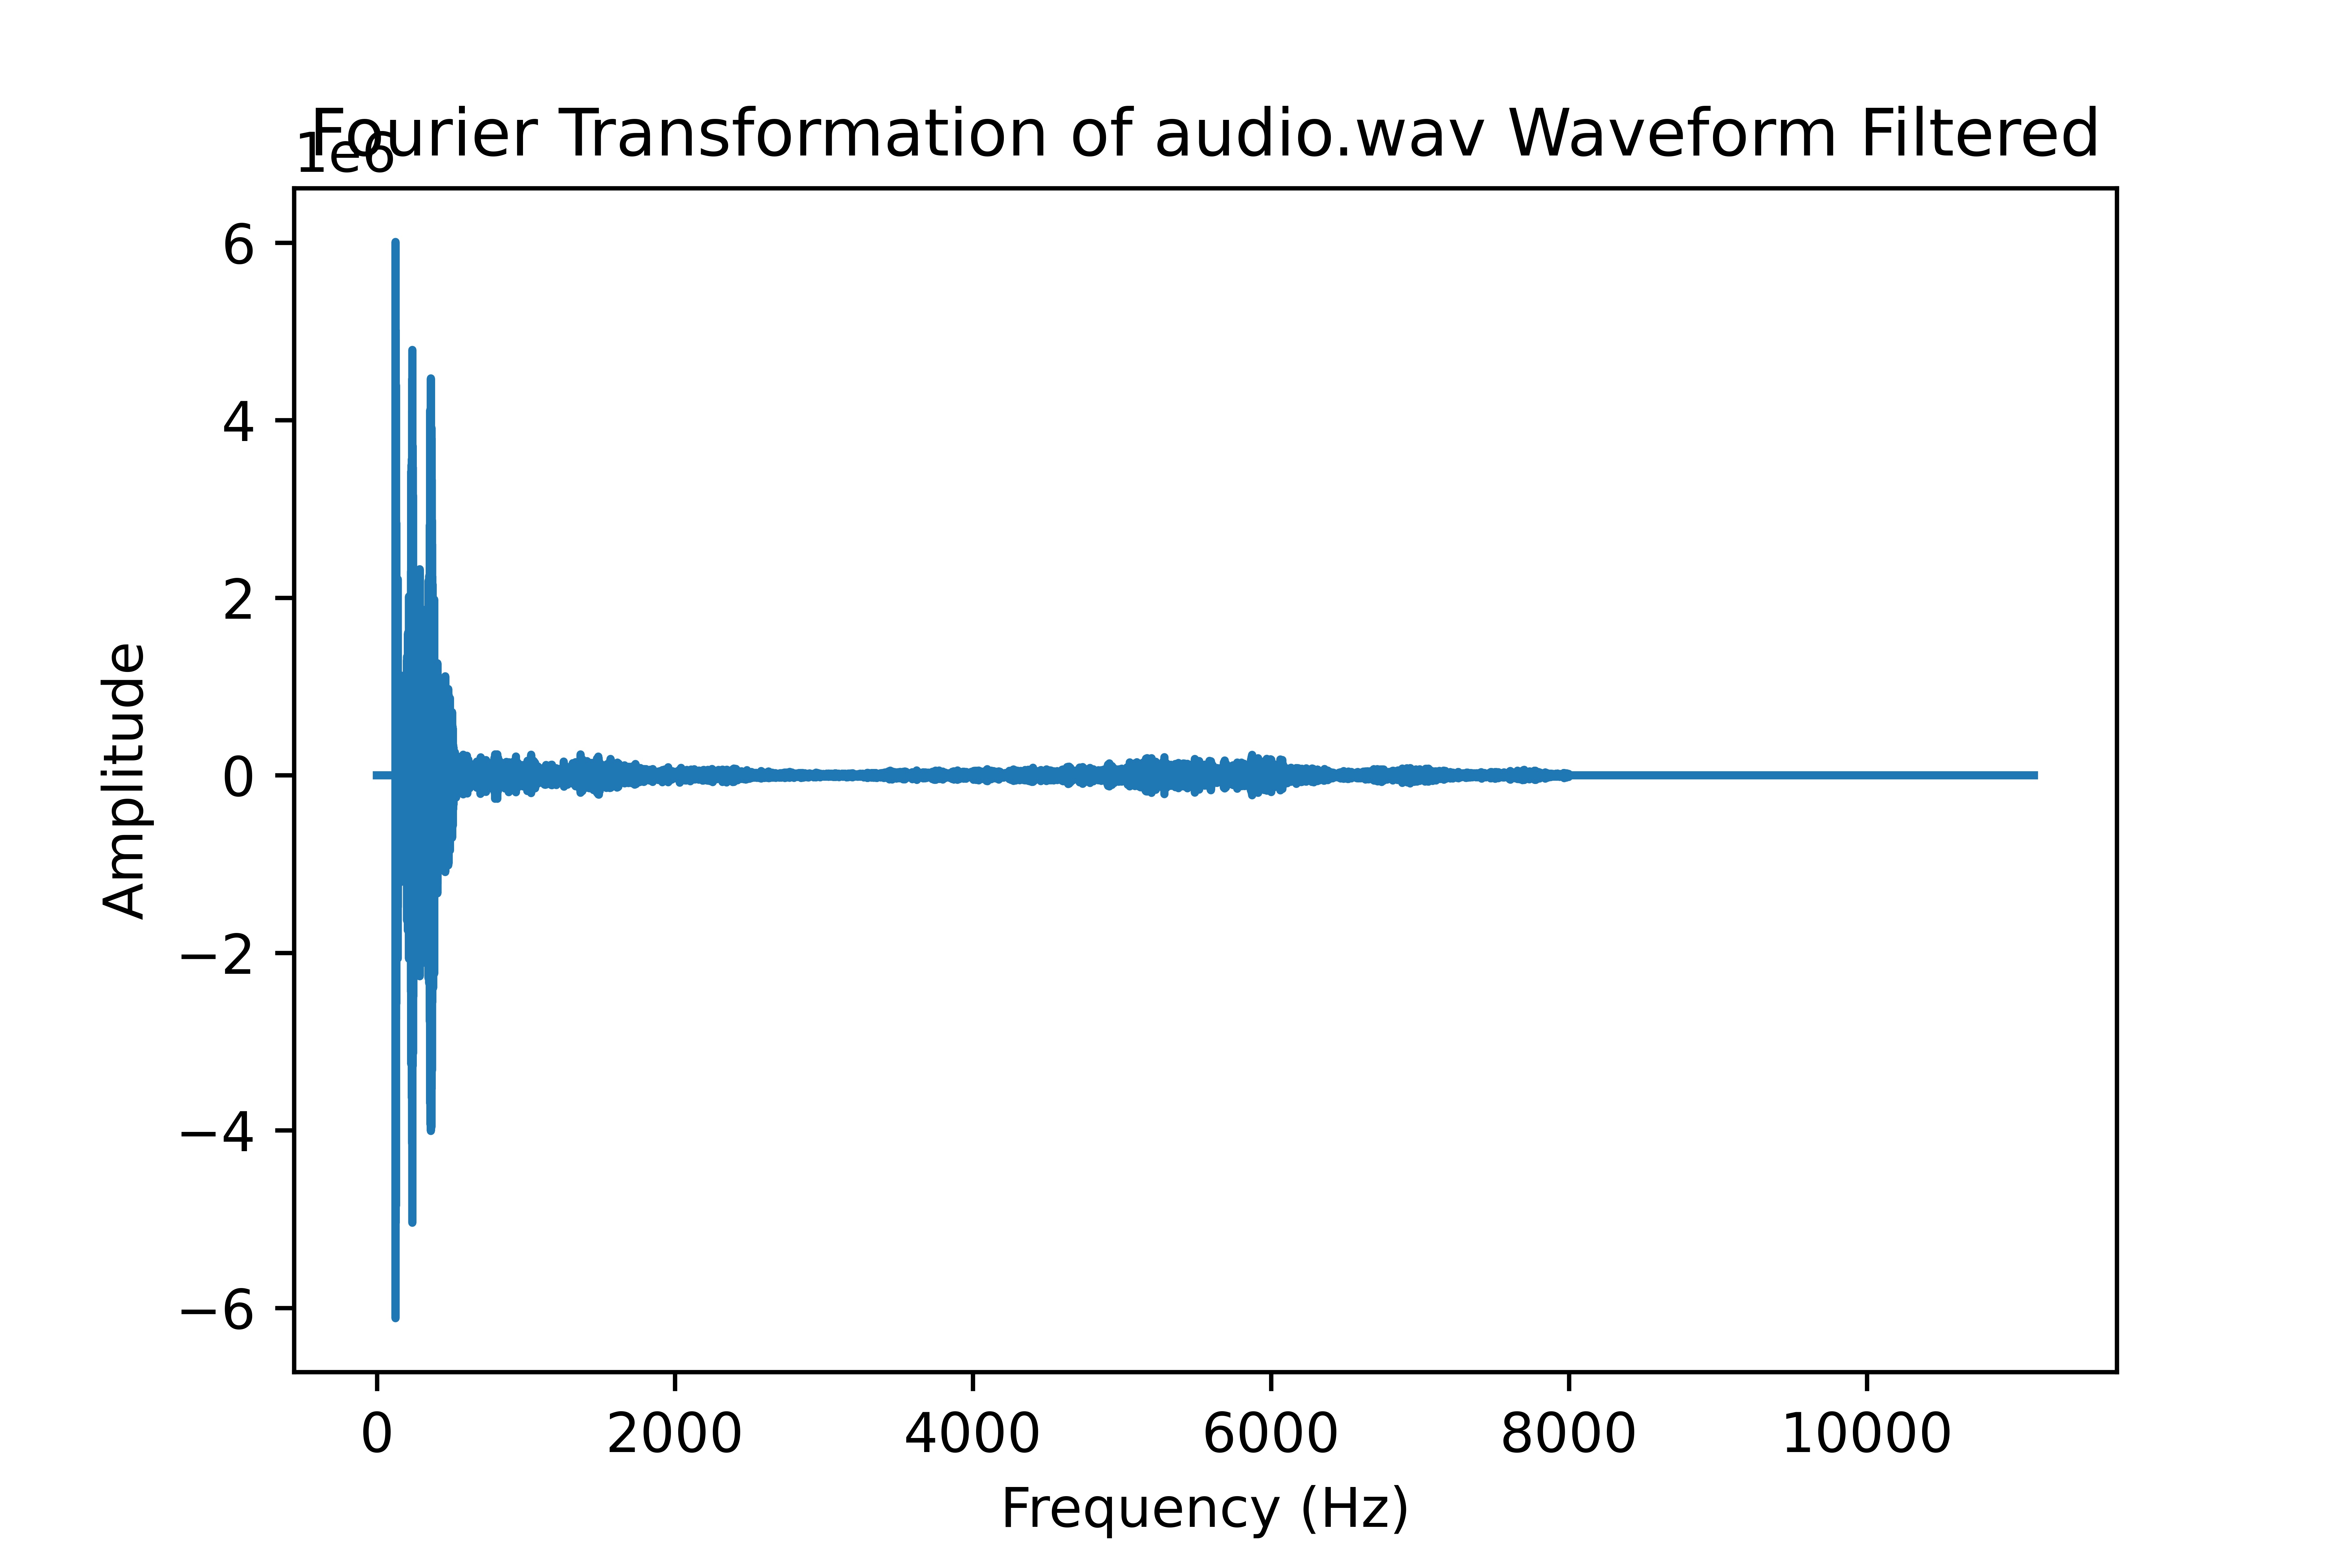 Fourier Transformation of audio.wav Waveform Filtered
1e6
6
4
2
0
−2
−4
−6
Amplitude
0 2000 4000 6000 8000 10000
Frequency (Hz)